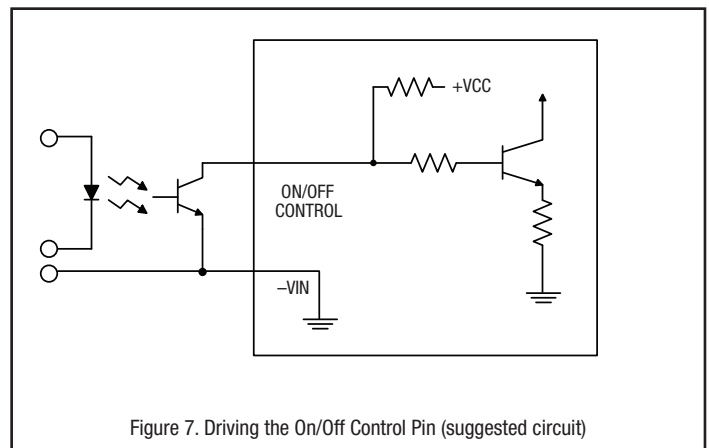 +VCC
ON/OFF
CONTROL
–VIN
Figure 7. Driving the On/Off Control Pin (suggested circuit)